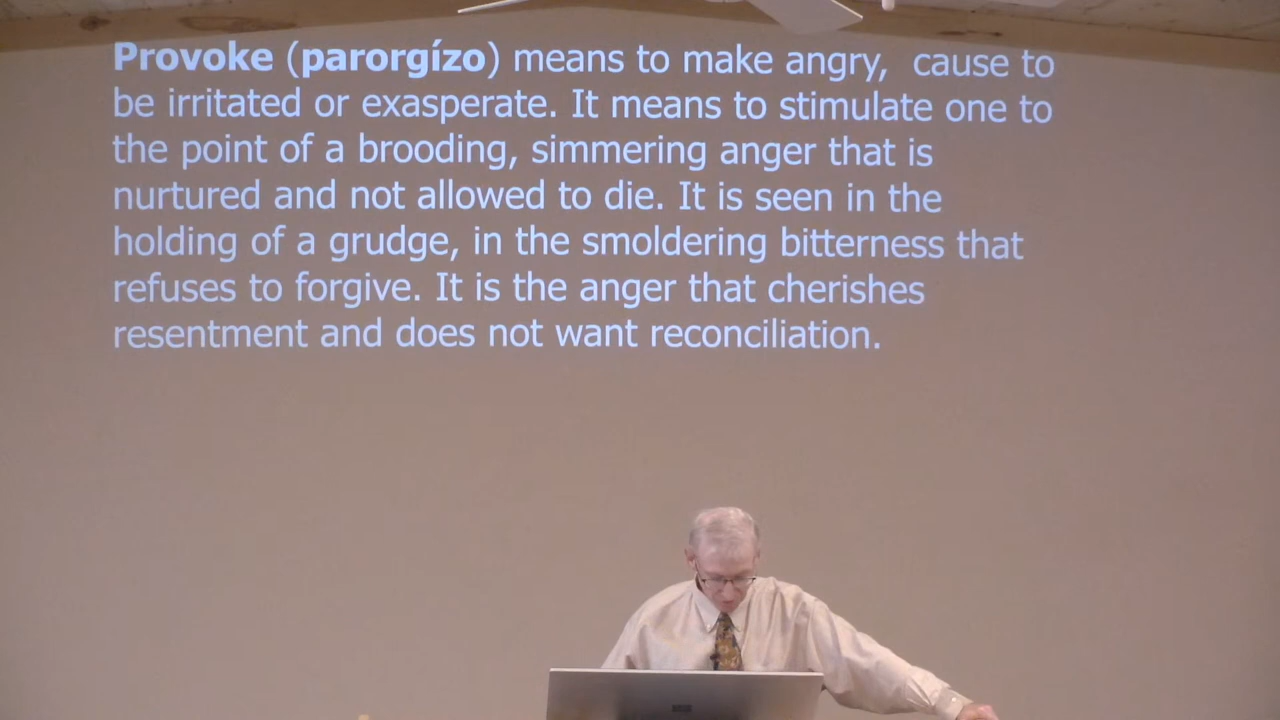 Provoke (parorgízo) means to make angry,  cause to
be irritated or exasperate. It means to stimulate one to
the point of a brooding, simmering anger that is
nurtured and not allowed to die. It is seen in the
holding of a grudge, in the smoldering bitterness that
refuses to forgive. It is the anger that cherishes
resentment and does not want reconciliation.